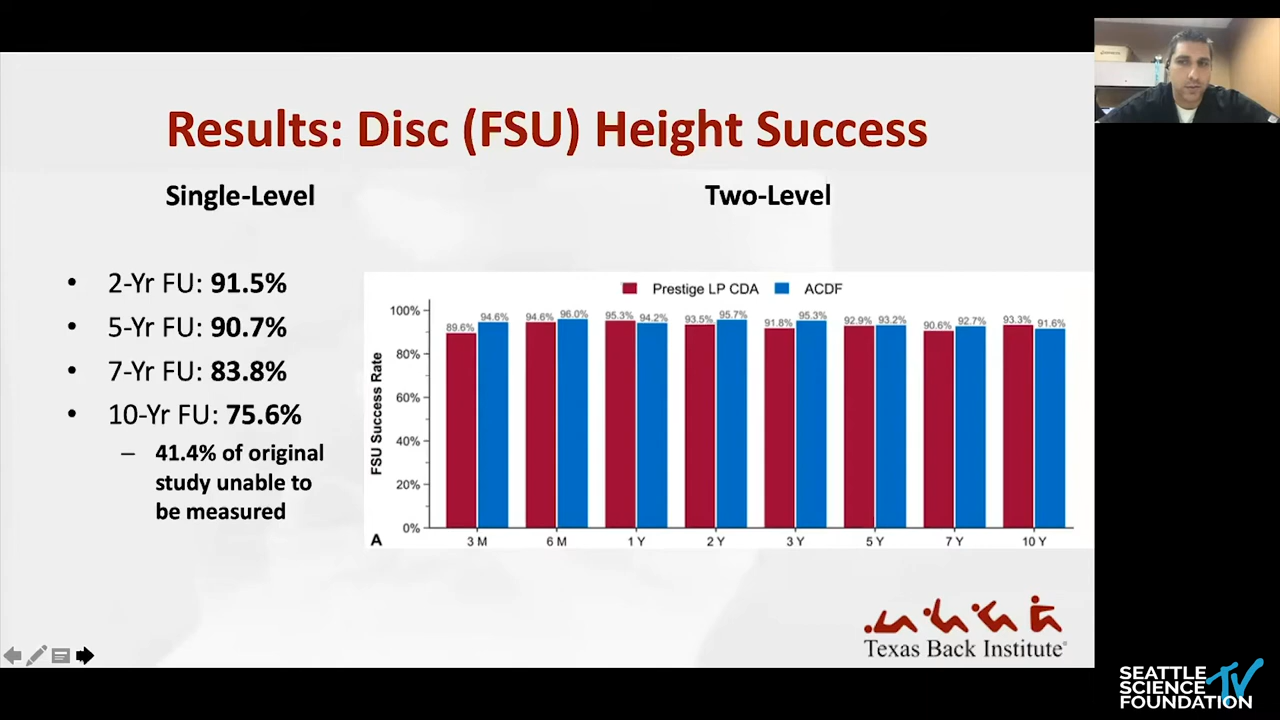 Results: Disc (FSU) Height Success
Single-Level
• 2-Yr FU: 91.5%
• 5-Yr FU: 90.7%
• 7-Yr FU: 83.8%
• 10-Yr FU: 75.6%
– 41.4% of original
study unable to
be measured
Two-Level
Prestige LP CDA ACDF
FSU Success Rate
100%
80%
60%
40%
20%
0%
89.6% 94.6% 94.6% 96.0% 95.3% 94.2% 93.5% 95.7% 91.8% 95.3% 92.9% 93.2% 90.6% 92.7% 93.3% 91.6%
A
3 M 6 M 1 Y 2 Y 3 Y 5 Y 7 Y 10 Y
Texas Back Institute®
SEATTLE
SCIENCE TV
FOUNDATION